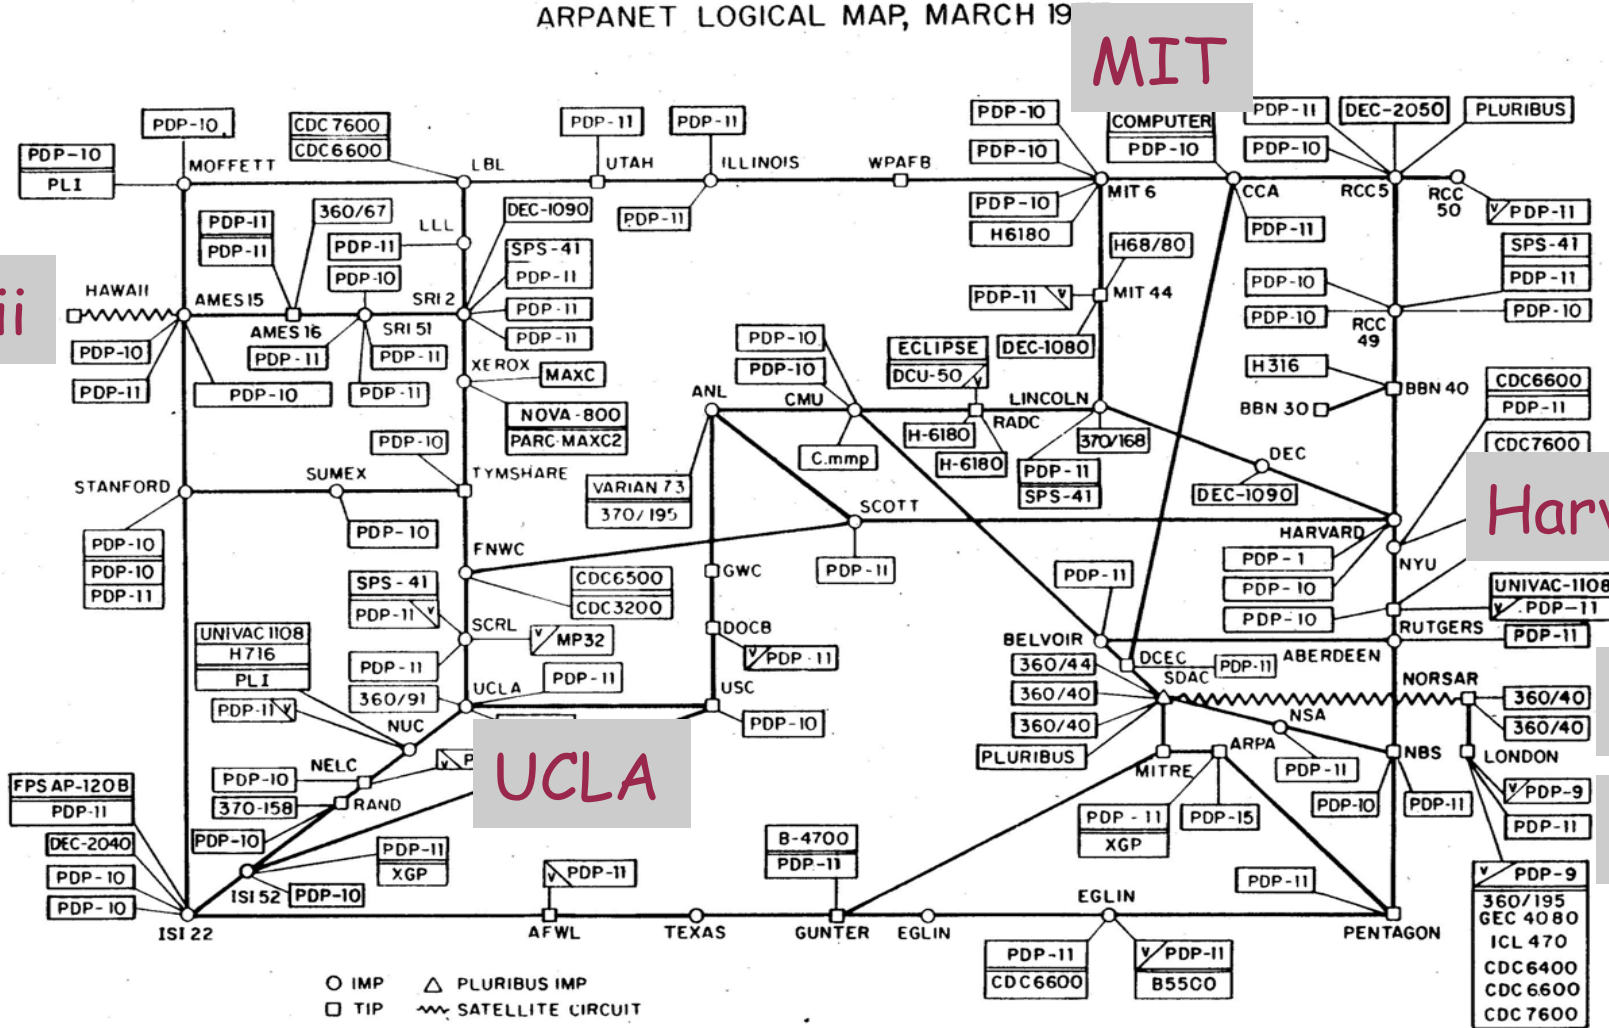 ARPANET LOGICAL MAP, MARCH 19
MIT
PDP-10
CDC 7600
CDC6600
PDP-11
PDP-11
PDP-10
COMPUTER
PDP-10
PDP-11
DEC-2050
PLURIBUS
PDP-10
PLI
PDP-10
PDP-10
MOFFETT
LBL
UTAH
ILLINOIS
WPAFB
MIT 6
CCA
RCC5
RCC
50
PDP-11
PDP-11
PDP-11
360/67
LLL
PDP-11
DEC-1090
PDP-11
PDP-10
H6180
PDP-11
V PDP-11
SPS-41
PDP-11
H68/80
SPS-41
PDP-11
PDP-10
HAWAII
AMES 15
AMES 16
SRI 51
SRI 2
PDP-11
PDP-11
PDP-11 V
MIT 44
PDP-10
PDP-10
RCC
49
PDP-10
PDP-10
PDP-11
PDP-10
PDP-11
PDP-11
PDP-11
XEROX
MAXC
NOVA-800
PARC-MAXC2
PDP-10
PDP-10
ECLIPSE
DCU-50 V
DEC-1080
H316
BBN 40
BBN 30
CDC6600
PDP-11
CDC7600
ANL
CMU
RADC
LINCOLN
C.mmp
H-6180
H-6180
370/168
PDP-11
SPS-41
DEC
DEC-1090
PDP-10
TYMSHARE
STANFORD
SUMEX
PDP-10
VARIAN 73
370/195
SCOTT
PDP-11
HARVARD
NYU
PDP-10
PDP-10
PDP-11
FNWC
CDC6500
CDC3200
GWC
PDP-11
PDP-1
PDP-10
PDP-10
UNIVAC-1108
V PDP-11
PDP-11
RUTGERS
SPS-41
PDP-11 V
SCRL
V MP32
DOCB
V PDP-11
BELVOIR
ABERDEEN
UNIVAC 1108
H716
PLI
PDP-11 V
PDP-11
360/91
UCLA
PDP-11
USC
PDP-10
360/44
360/40
360/40
PLURIBUS
DCEC
PDP-11
SDAC
NORSAR
360/40
360/40
NUC
UCLA
NSA
PDP-11
NBS
PDP-10
PDP-11
LONDON
V PDP-9
PDP-11
NELC
PDP-10
V
370-158
RAND
MITRE
ARPA
PDP-11
XGP
PDP-15
FPS AP-120B
PDP-11
DEC-2040
PDP-10
PDP-10
PDP-10
PDP-11
XGP
ISI 52
PDP-10
V PDP-11
B-4700
PDP-11
PDP-11
V PDP-9
360/195
GEC 4080
ICL 470
CDC6400
CDC6600
CDC7600
ISI 22
AFWL
TEXAS
GUNTER
EGLIN
EGLIN
PENTAGON
PDP-11
CDC6600
V PDP-11
B5500
IMP
PLURIBUS IMP
TIP
SATELLITE CIRCUIT